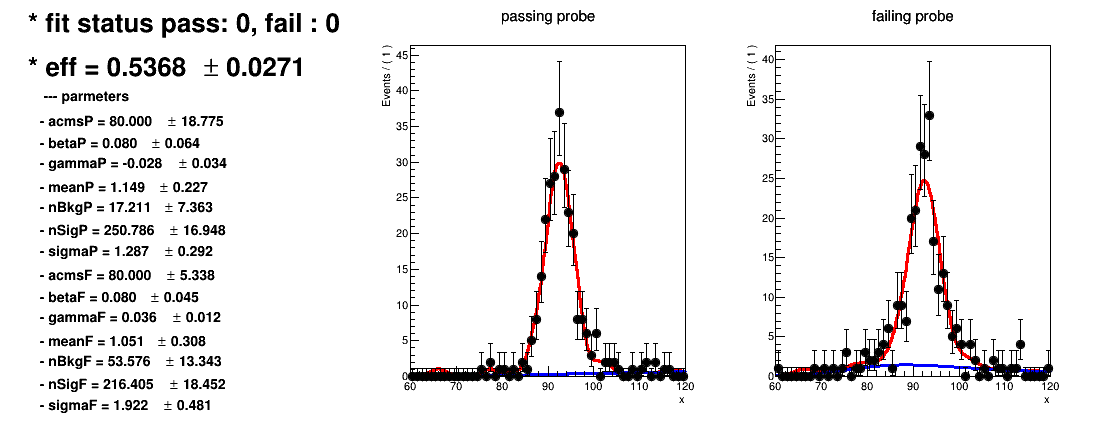 * fit status pass: 0, fail : 0
* eff = 0.5368 ± 0.0271
--- parmeters
- acmsP = 80.000 ± 18.775
- betaP = 0.080 ± 0.064
- gammaP = -0.028 ± 0.034
- meanP = 1.149 ± 0.227
- nBkgP = 17.211 ± 7.363
- nSigP = 250.786 ± 16.948
- sigmaP = 1.287 ± 0.292
- acmsF = 80.000 ± 5.338
- betaF = 0.080 ± 0.045
- gammaF = 0.036 ± 0.012
- meanF = 1.051 ± 0.308
- nBkgF = 53.576 ± 13.343
- nSigF = 216.405 ± 18.452
- sigmaF = 1.922 ± 0.481
passing probe
Events / ( 1 )
45
40
35
30
25
20
15
10
5
0
60 70 80 90 100 110 120
x
failing probe
Events / ( 1 )
40
35
30
25
20
15
10
5
0
60 70 80 90 100 110 120
x